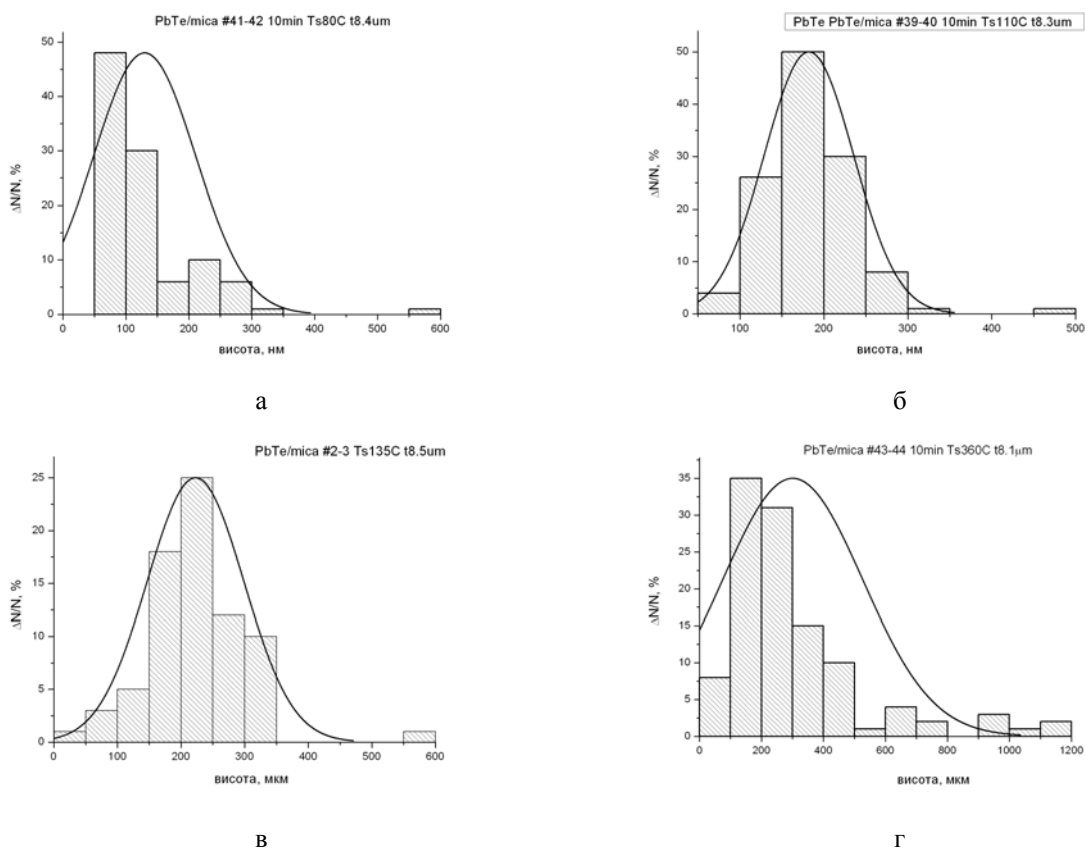 PbTe/mica #41-42 10min Ts80C t8.4um
ΔN/N, %
50
40
30
20
10
0
0 100 200 300 400 500 600
висота, нм
а
PbTe PbTe/mica #39-40 10min Ts110C t8.3um
ΔN/N, %
50
40
30
20
10
0
100 200 300 400 500
висота, нм
б
PbTe/mica #2-3 Ts135C t8.5um
ΔN/N, %
25
20
15
10
5
0
0 100 200 300 400 500 600
висота, мкм
в
PbTe/mica #43-44 10min Ts360C t8.1μm
ΔN/N, %
35
30
25
20
15
10
5
0
0 200 400 600 800 1000 1200
висота, мкм
г